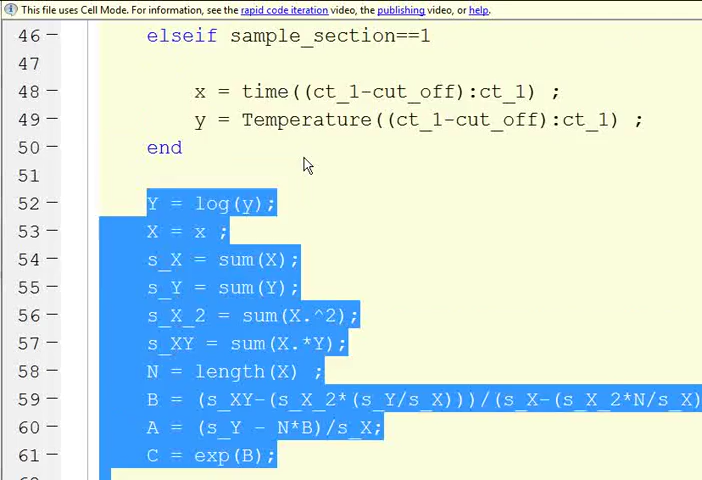 This file uses Cell Mode. For information, see the rapid code iteration video, the publishing video, or help.
46 elseif sample_section==1
47
48 x = time((ct_1-cut_off):ct_1) ;
49 y = Temperature((ct_1-cut_off):ct_1) ;
50 end
51
52 Y = log(y);
53 X = x ;
54 s_X = sum(X);
55 s_Y = sum(Y);
56 s_X_2 = sum(X.^2);
57 s_XY = sum(X.*Y);
58 N = length(X) ;
59 B = (s_XY-(s_X_2*(s_Y/s_X)))/(s_X-(s_X_2*N/s_X)
60 A = (s_Y - N*B)/s_X;
61 C = exp(B);